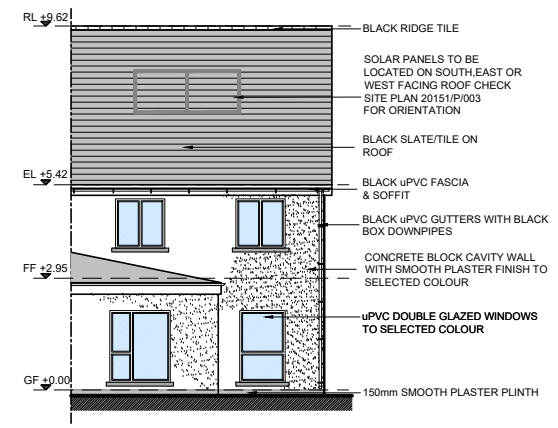 RL +9.62
BLACK RIDGE TILE
SOLAR PANELS TO BE
LOCATED ON SOUTH,EAST OR
WEST FACING ROOF CHECK
SITE PLAN 20151/P/003
FOR ORIENTATION
BLACK SLATE/TILE ON
ROOF
EL +5.42
BLACK uPVC FASCIA
& SOFFIT
BLACK uPVC GUTTERS WITH BLACK
BOX DOWNPIPES
CONCRETE BLOCK CAVITY WALL
WITH SMOOTH PLASTER FINISH TO
SELECTED COLOUR
FF +2.95
uPVC DOUBLE GLAZED WINDOWS
TO SELECTED COLOUR
GF +0.00
150mm SMOOTH PLASTER PLINTH